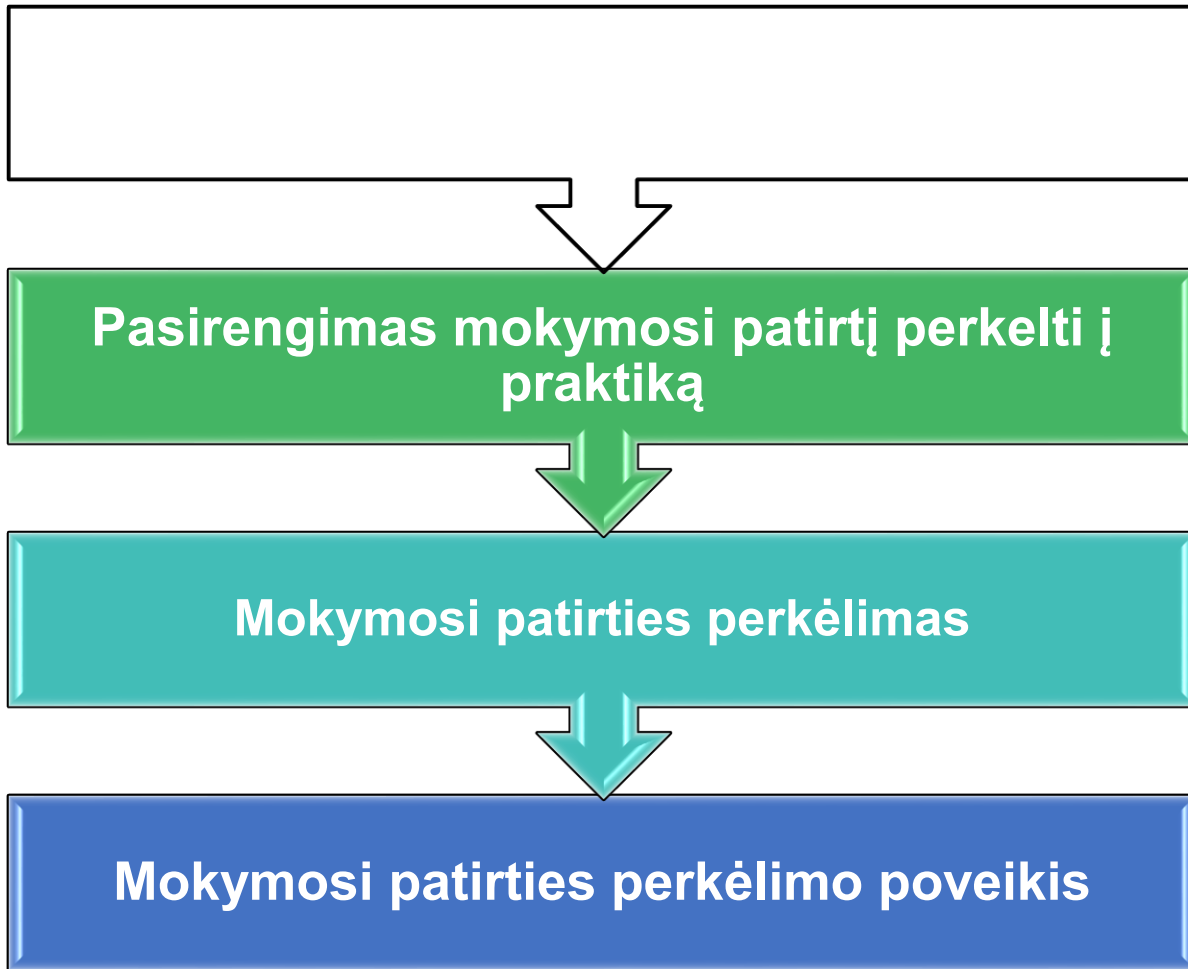 Pasirengimas mokymosi patirtį perkelti į
praktiką
Mokymosi patirties perkėlimas
Mokymosi patirties perkėlimo poveikis